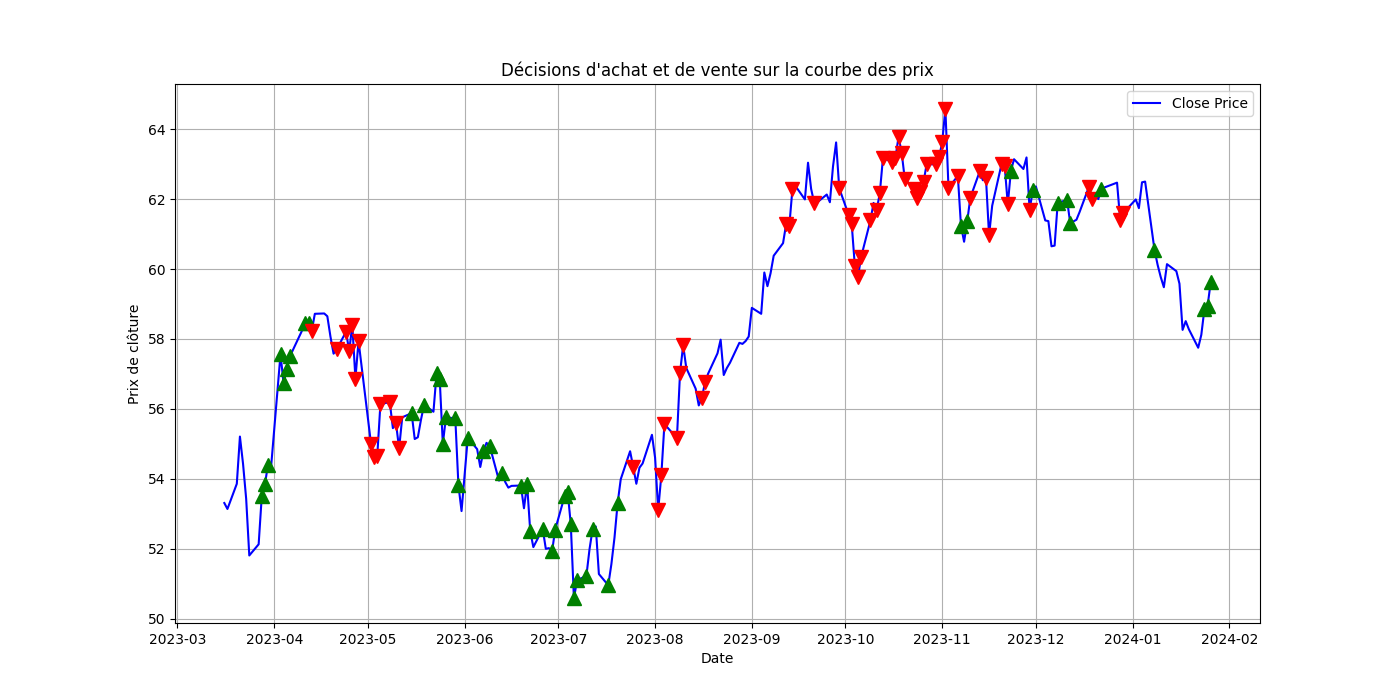 Décisions d'achat et de vente sur la courbe des prix
Close Price
Prix de clôture
64
62
60
58
56
54
52
50
2023-03 2023-04 2023-05 2023-06 2023-07 2023-08 2023-09 2023-10 2023-11 2023-12 2024-01 2024-02
Date